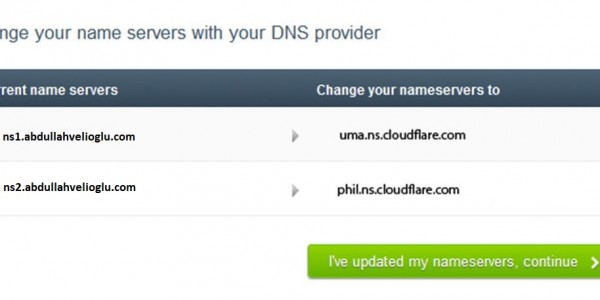 nge your name servers with your DNS provider
rrent name servers Change your nameservers to
ns1.abdullahvelioglu.com uma.ns.cloudflare.com
ns2.abdullahvelioglu.com phil.ns.cloudflare.com
I've updated my nameservers, continue